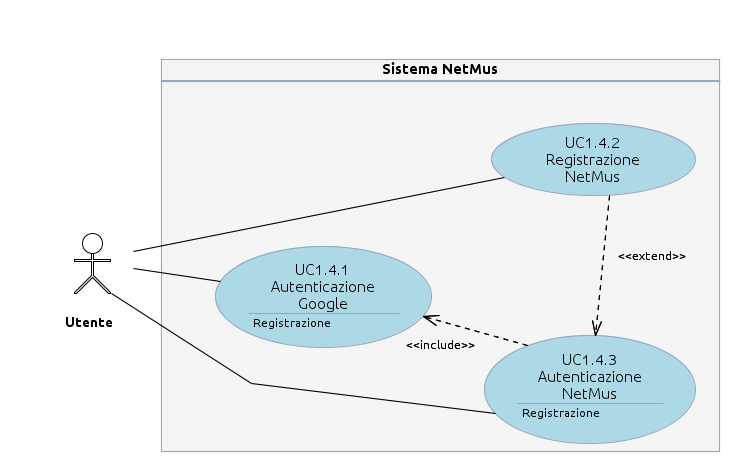 Sistema NetMus
UC1.4.2
Registrazione
NetMus
<<extend>>
UC1.4.1
Autenticazione
Google
Registrazione
Utente
<<include>>
UC1.4.3
Autenticazione
NetMus
Registrazione